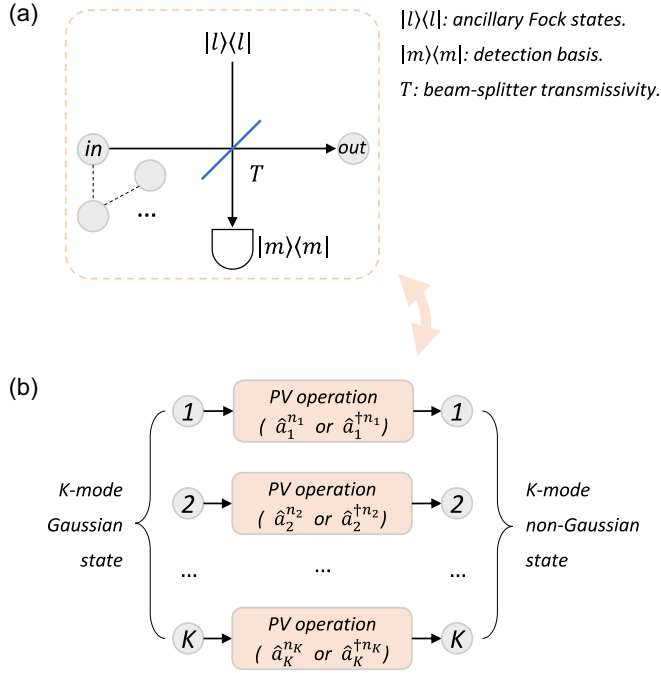 (a)
|l⟩⟨l|
|l⟩⟨l|: ancillary Fock states.
|m⟩⟨m|: detection basis.
T: beam-splitter transmissivity.
in
out
T
...
|m⟩⟨m|
(b)
K-mode
Gaussian
state
1
PV operation
( â₁^{n₁} or â₁^{†n₁})
1
2
PV operation
( â₂^{n₂} or â₂^{†n₂})
2
...
...
...
K
PV operation
( â_K^{n_K} or â_K^{†n_K})
K
K-mode
non-Gaussian
state